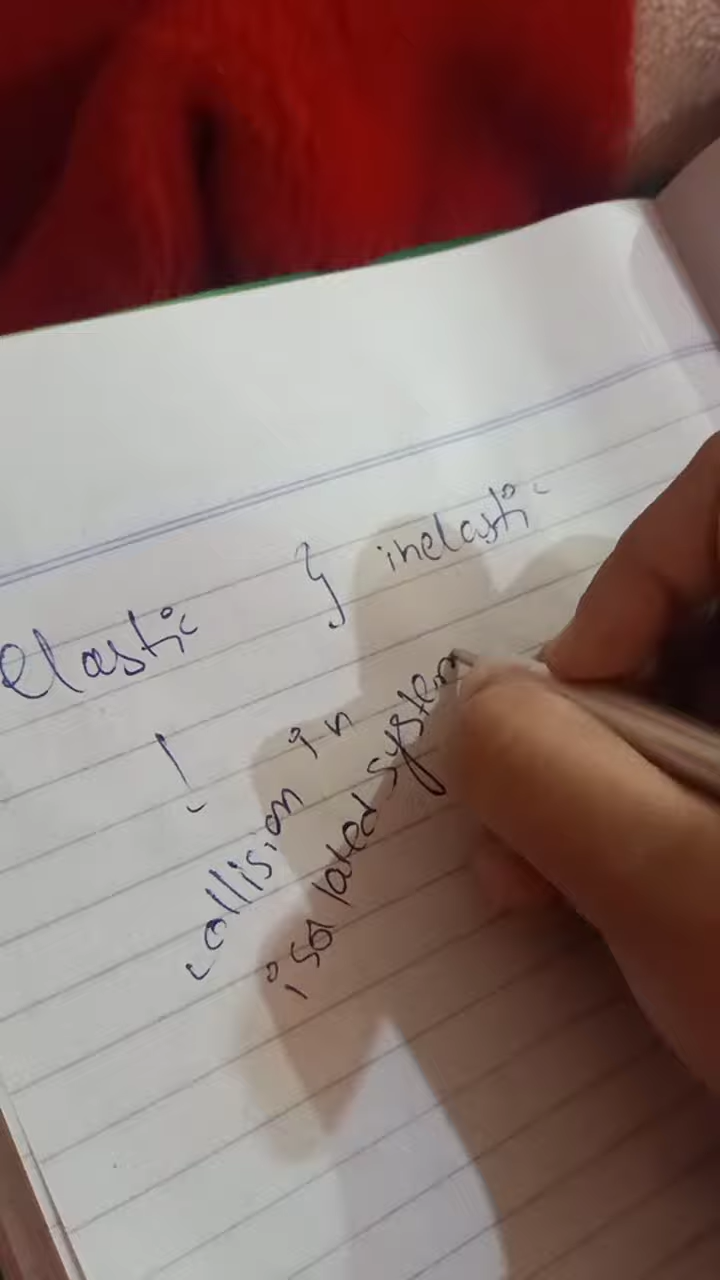 elastic } inelastic
collision in
isolated system